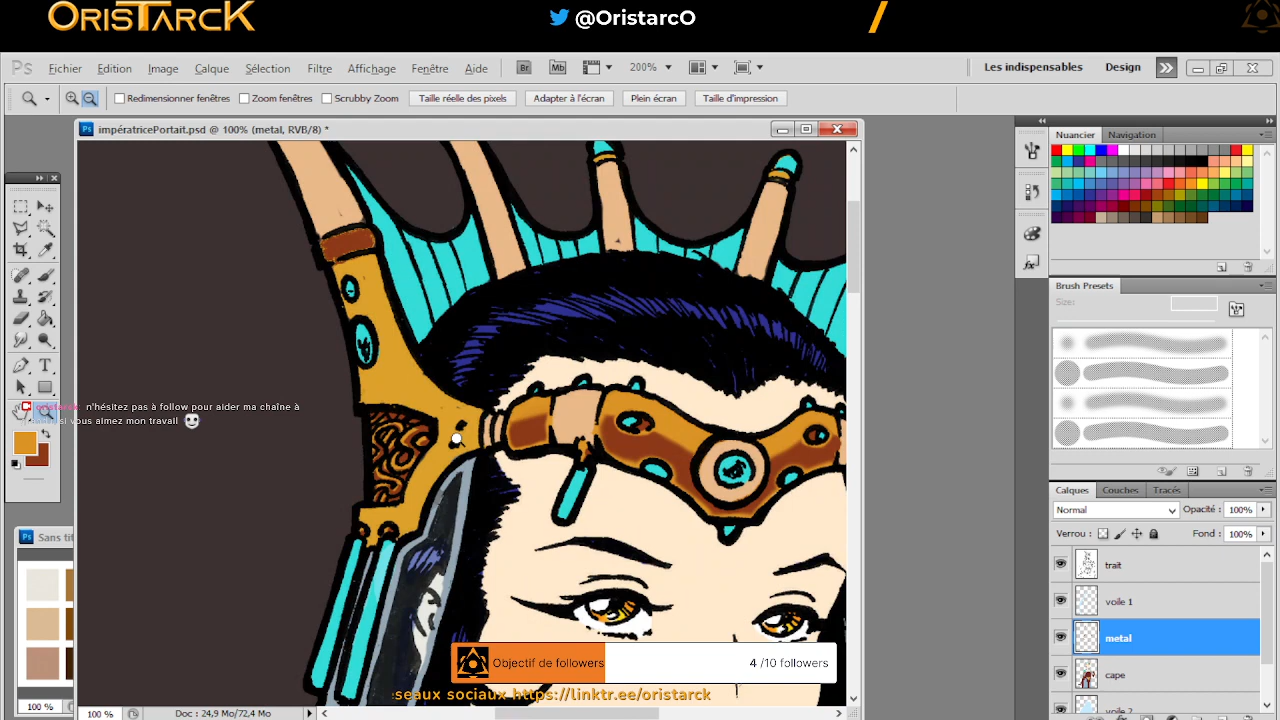 ORISTARCK
@OristarcO
/
Ps Fichier Edition Image Calque Sélection Filtre Affichage Fenêtre Aide Br Mb 200% Les indispensables Design
Redimensionner fenêtres Zoom fenêtres Scrubby Zoom Taille réelle des pixels Adapter à l'écran Plein écran Taille d'impression
Ps impératricePortait.psd @ 100% (metal, RVB/8) *
Nuancier Navigation
Brush Presets
Size:
oristarck: n'hésitez pas à follow pour aider ma chaîne à
si vous aimez mon travail
Calques Couches Tracés
Normal Opacité : 100%
Verrou : Fond : 100%
trait
voile 1
metal
cape
voile 2
Ps Sans tit
100 %
Objectif de followers 4 /10 followers
seaux sociaux https://linktr.ee/oristarck
100 % Doc : 24,9 Mo/72,4 Mo